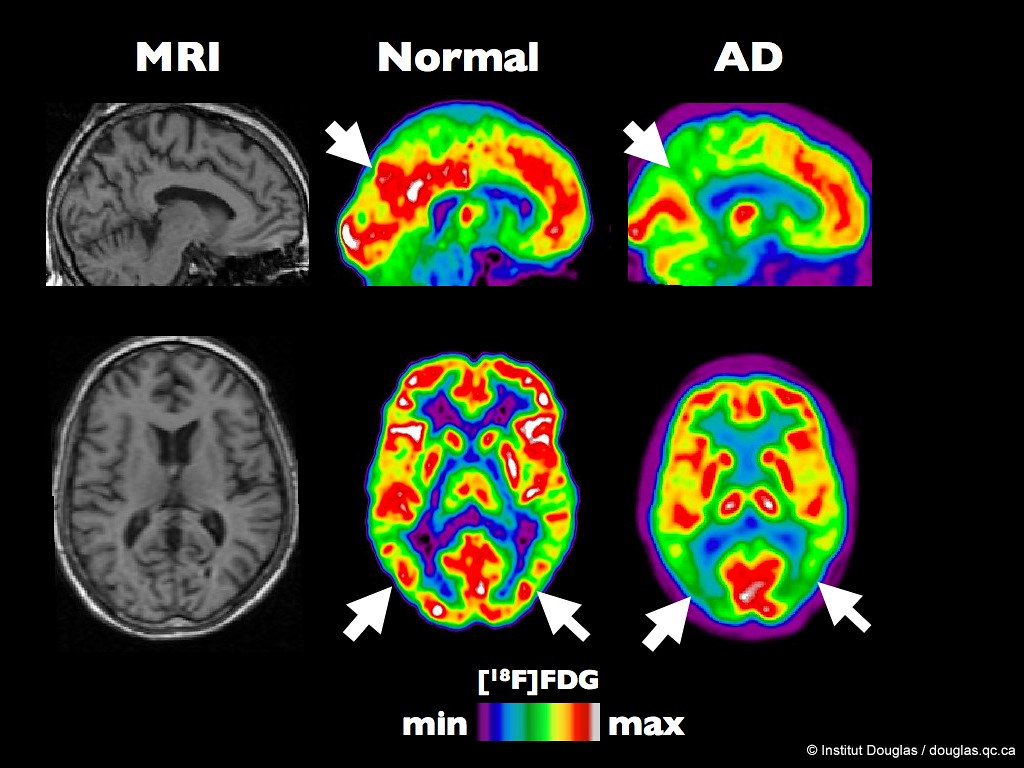 MRI Normal AD
[¹⁸F]FDG
min max
© Institut Douglas / douglas.qc.ca